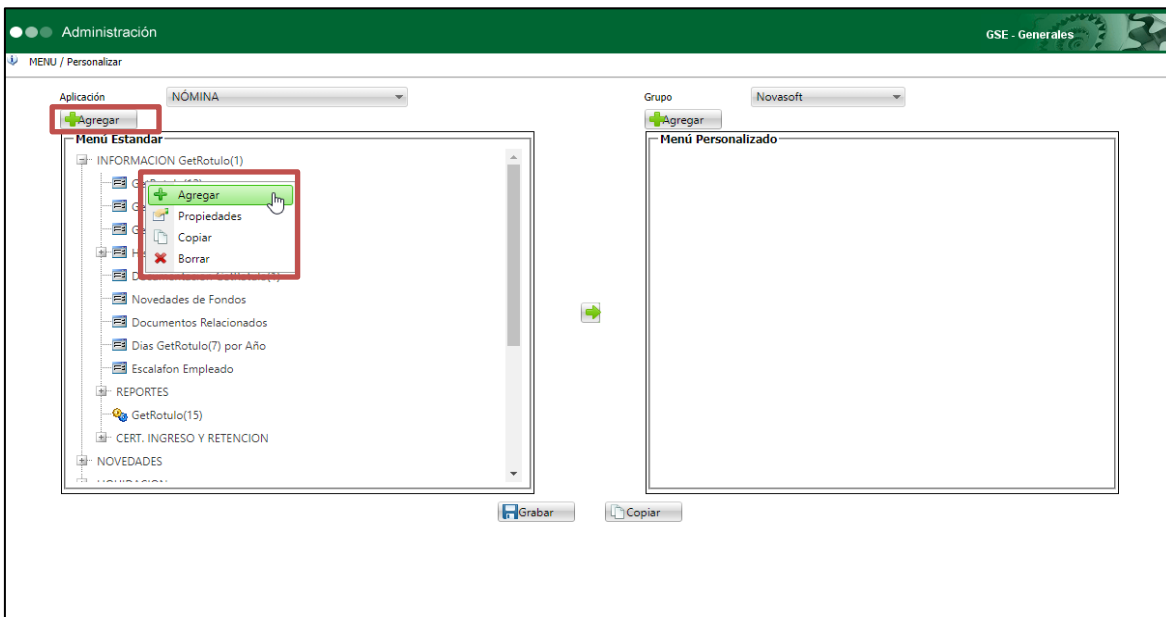 Administración
GSE - Generales
MENU / Personalizar
Aplicación NÓMINA Grupo Novasoft
Agregar Agregar
Menú Estandar Menú Personalizado
INFORMACION GetRotulo(1)
Agregar
Propiedades
Copiar
Borrar
Novedades de Fondos
Documentos Relacionados
Dias GetRotulo(7) por Año
Escalafon Empleado
REPORTES
GetRotulo(15)
CERT. INGRESO Y RETENCION
NOVEDADES
Grabar Copiar